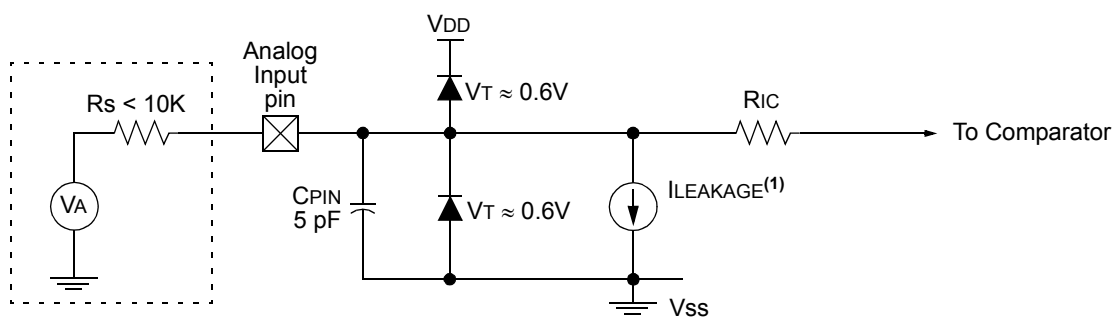 VDD
Analog
Input
pin
Rs < 10K
VT ≈ 0.6V
RIC
To Comparator
VA
CPIN
5 pF
VT ≈ 0.6V
ILEAKAGE(1)
Vss